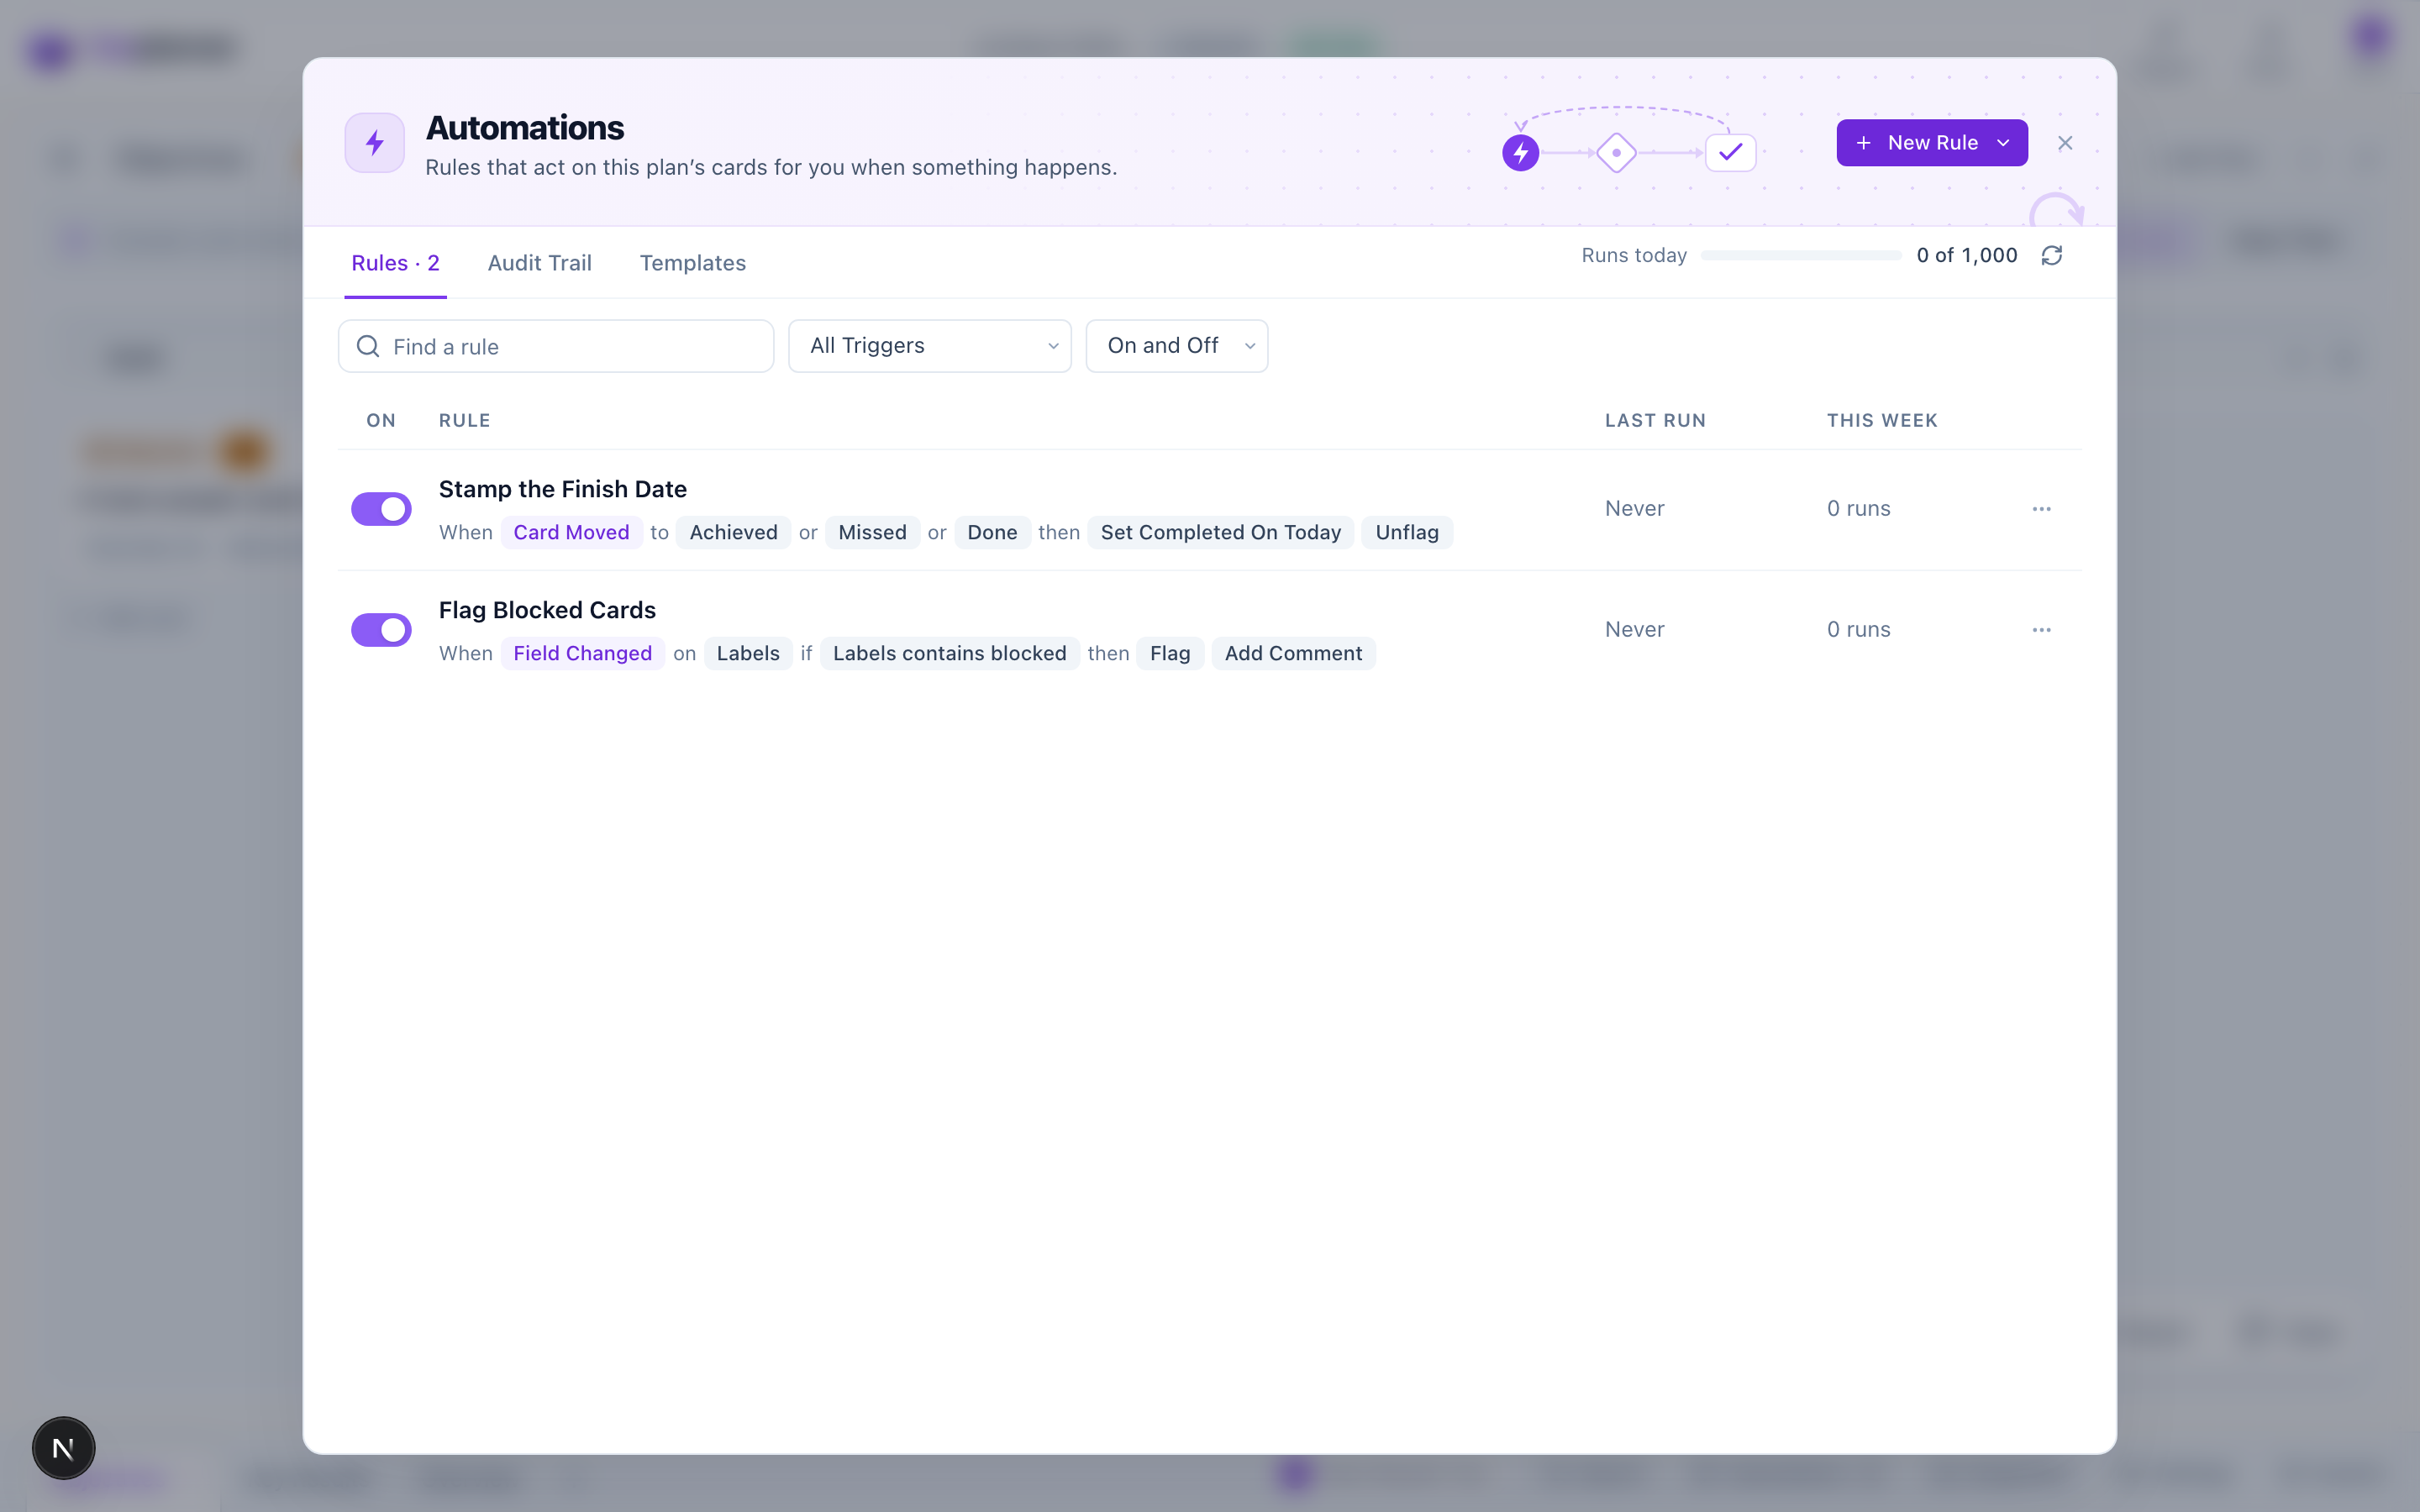 Automations
Rules that act on this plan’s cards for you when something happens.
+ New Rule
Rules · 2
Audit Trail
Templates
Runs today
0 of 1,000
Find a rule
All Triggers
On and Off
ON
RULE
LAST RUN
THIS WEEK
Stamp the Finish Date
When Card Moved to Achieved or Missed or Done then Set Completed On Today Unflag
Never
0 runs
Flag Blocked Cards
When Field Changed on Labels if Labels contains blocked then Flag Add Comment
Never
0 runs
N